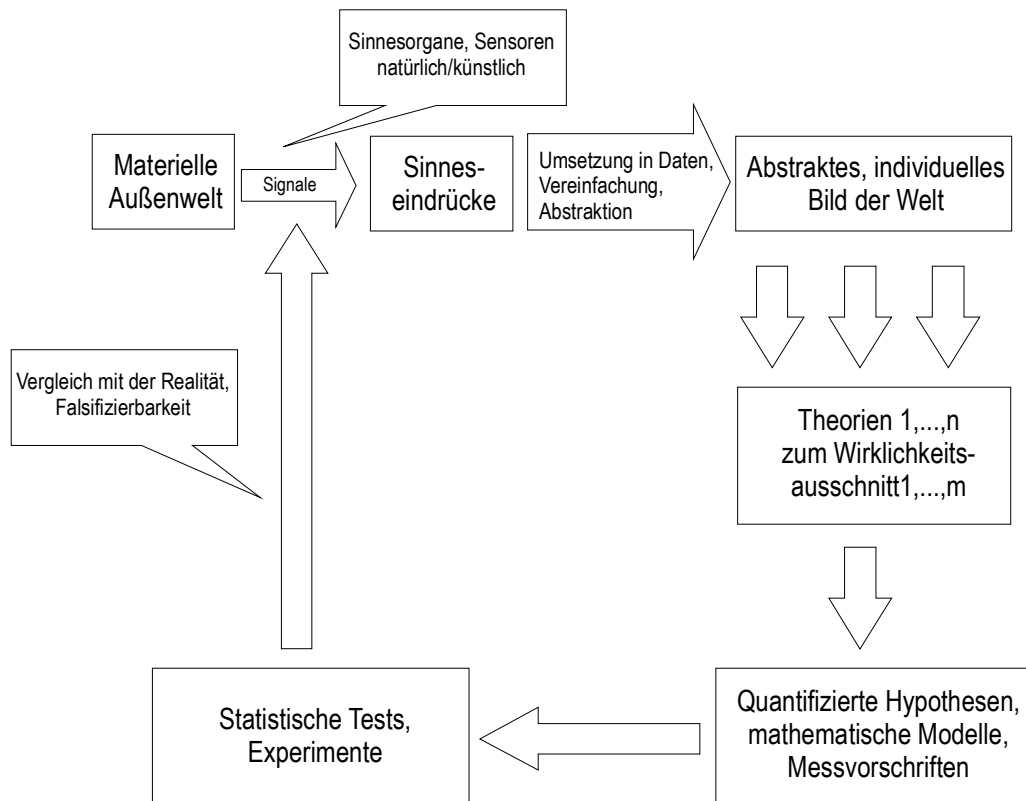 Sinnesorgane, Sensoren
natürlich/künstlich
Materielle
Außenwelt
Signale
Sinnes-
eindrücke
Umsetzung in Daten,
Vereinfachung,
Abstraktion
Abstraktes, individuelles
Bild der Welt
Vergleich mit der Realität,
Falsifizierbarkeit
Theorien 1,...,n
zum Wirklichkeits-
ausschnitt1,...,m
Statistische Tests,
Experimente
Quantifizierte Hypothesen,
mathematische Modelle,
Messvorschriften